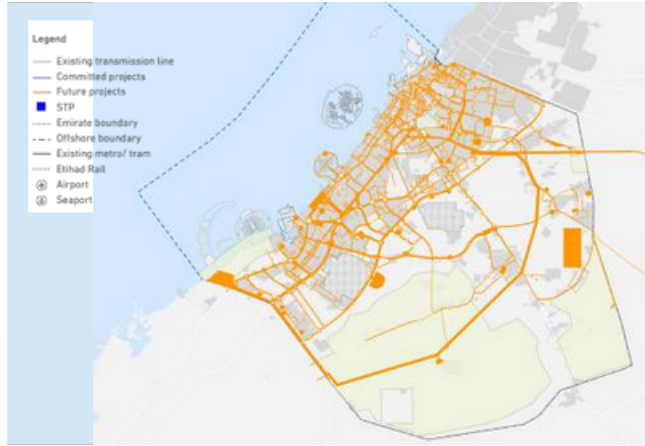 Legend
Existing transmission line
Committed projects
Future projects
STP
Emirate boundary
Offshore boundary
Existing metro/ tram
Etihad Rail
Airport
Seaport